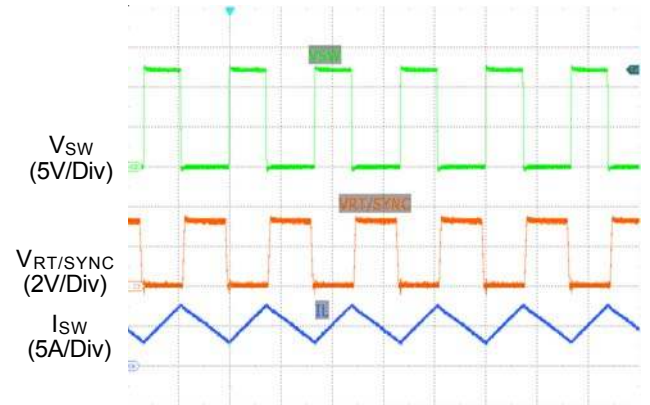 VSW
VSW
(5V/Div)
VRT/SYNC
VRT/SYNC
(2V/Div)
IL
ISW
(5A/Div)